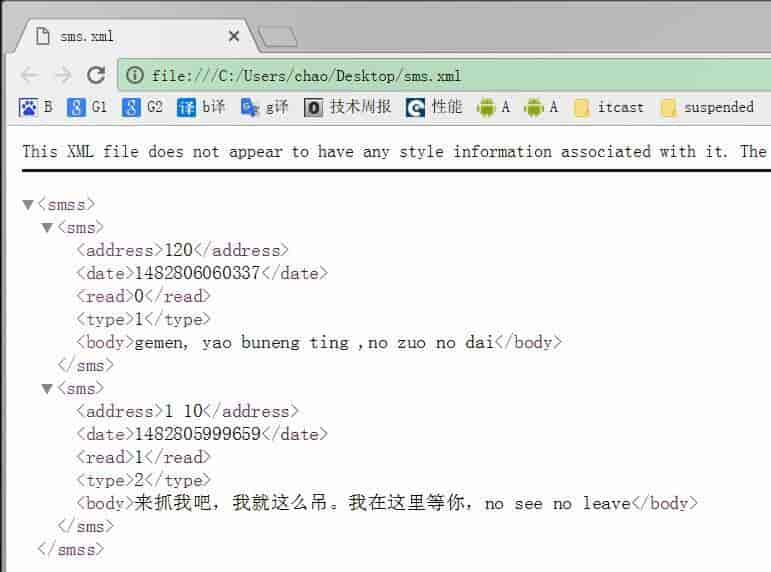 sms.xml
file:///C:/Users/chao/Desktop/sms.xml
B G1 G2 译 b译 g译 技术周报 性能 A A itcast suspended
This XML file does not appear to have any style information associated with it. The
<smss>
<sms>
<address>120</address>
<date>1482806060337</date>
<read>0</read>
<type>1</type>
<body>gemen, yao buneng ting ,no zuo no dai</body>
</sms>
<sms>
<address>1 10</address>
<date>1482805999659</date>
<read>1</read>
<type>2</type>
<body>来抓我吧，我就这么吊。我在这里等你，no see no leave</body>
</sms>
</smss>